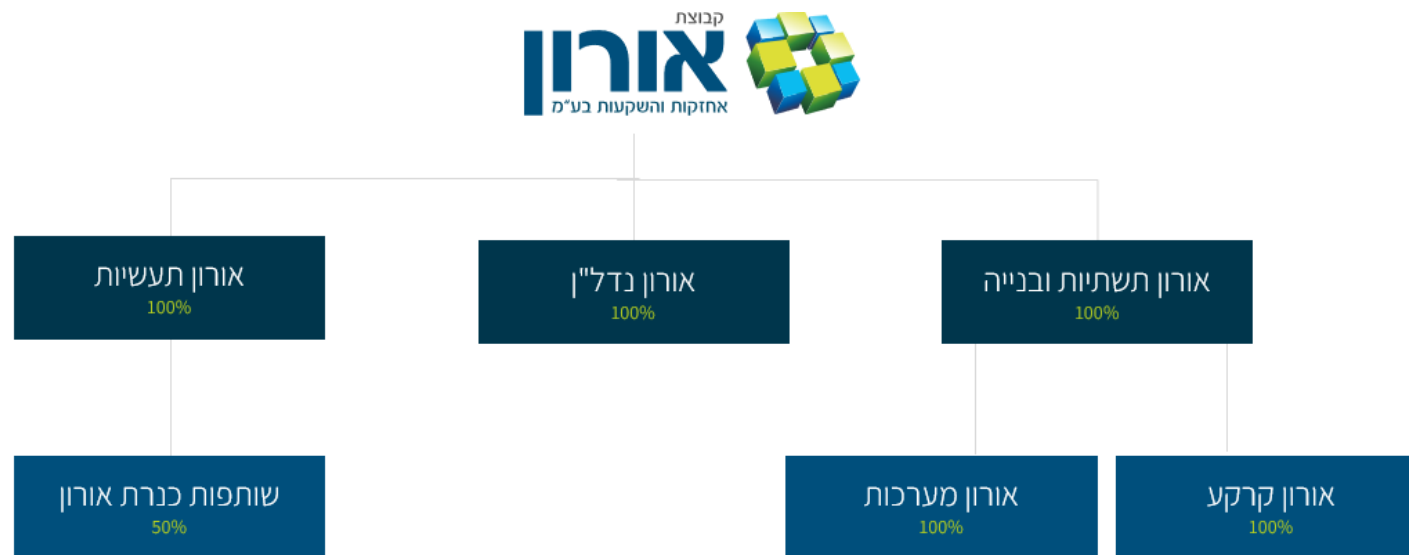 קבוצת
אורון
אחזקות והשקעות בע״מ
אורון תשתיות ובנייה
100%
אורון נדל"ן
100%
אורון תעשיות
100%
אורון קרקע
100%
אורון מערכות
100%
שותפות כנרת אורון
50%